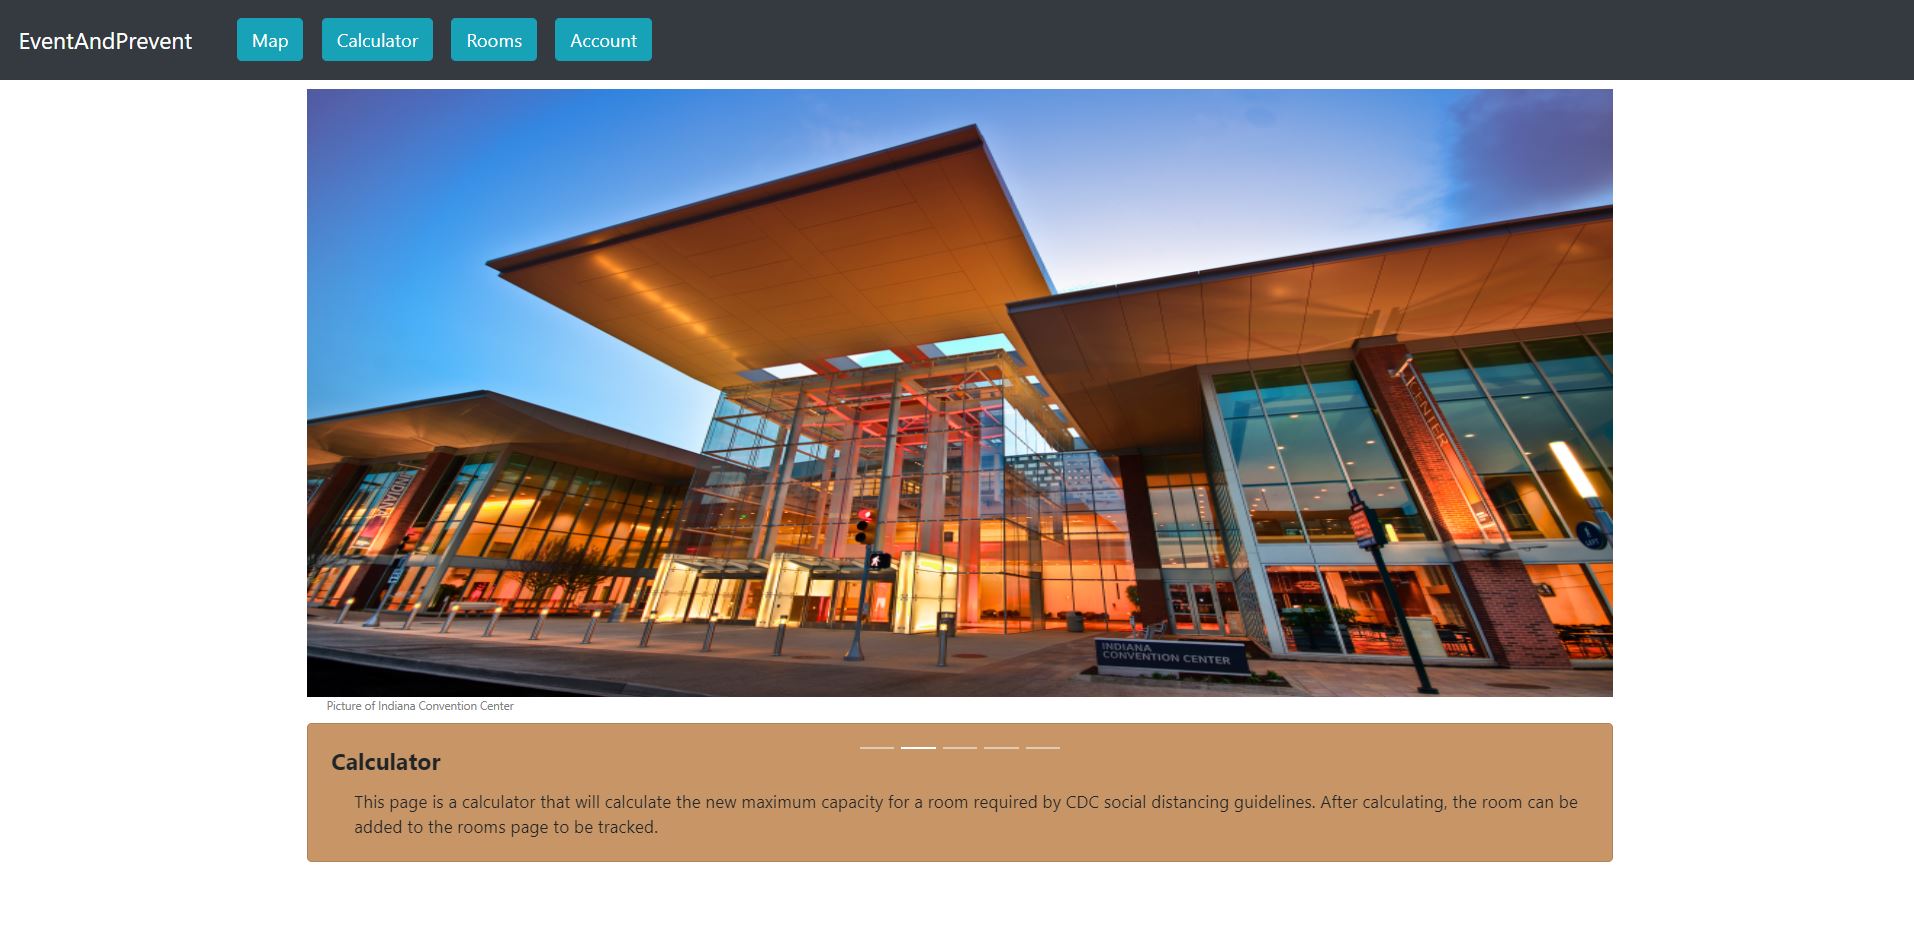 EventAndPrevent
Map
Calculator
Rooms
Account
INDIANA
CENTER
INDIANA
CONVENTION CENTER
Picture of Indiana Convention Center
Calculator
This page is a calculator that will calculate the new maximum capacity for a room required by CDC social distancing guidelines. After calculating, the room can be
added to the rooms page to be tracked.